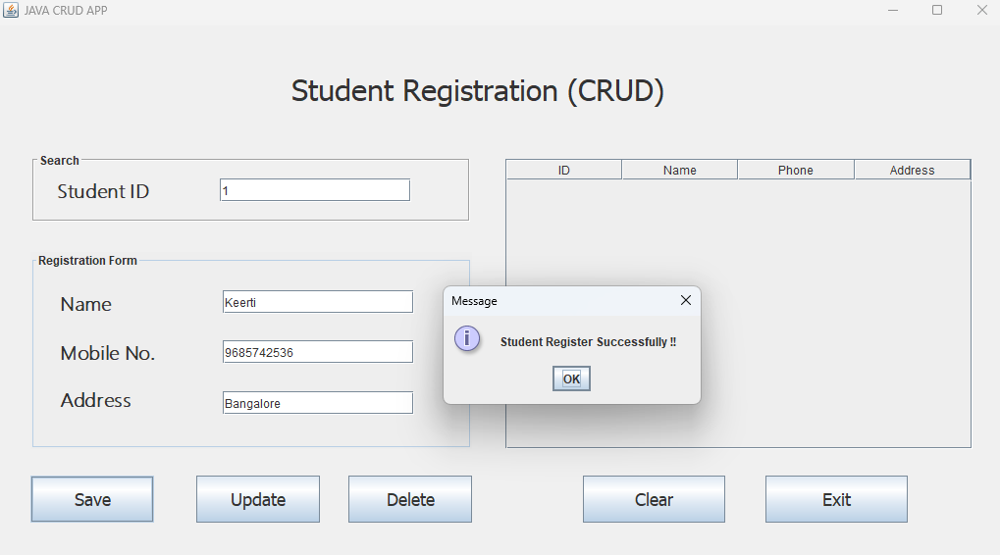 JAVA CRUD APP
Student Registration (CRUD)
Search
Student ID
1
ID Name Phone Address
Registration Form
Name
Keerti
Mobile No.
9685742536
Address
Bangalore
Message
i
Student Register Successfully !!
OK
Save Update Delete Clear Exit